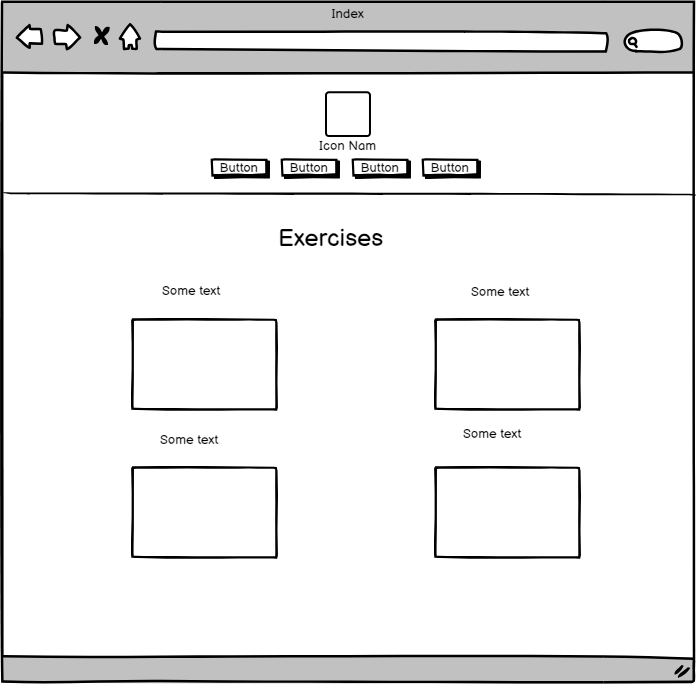 Index
Icon Nam
Button Button Button Button
Exercises
Some text Some text
Some text Some text